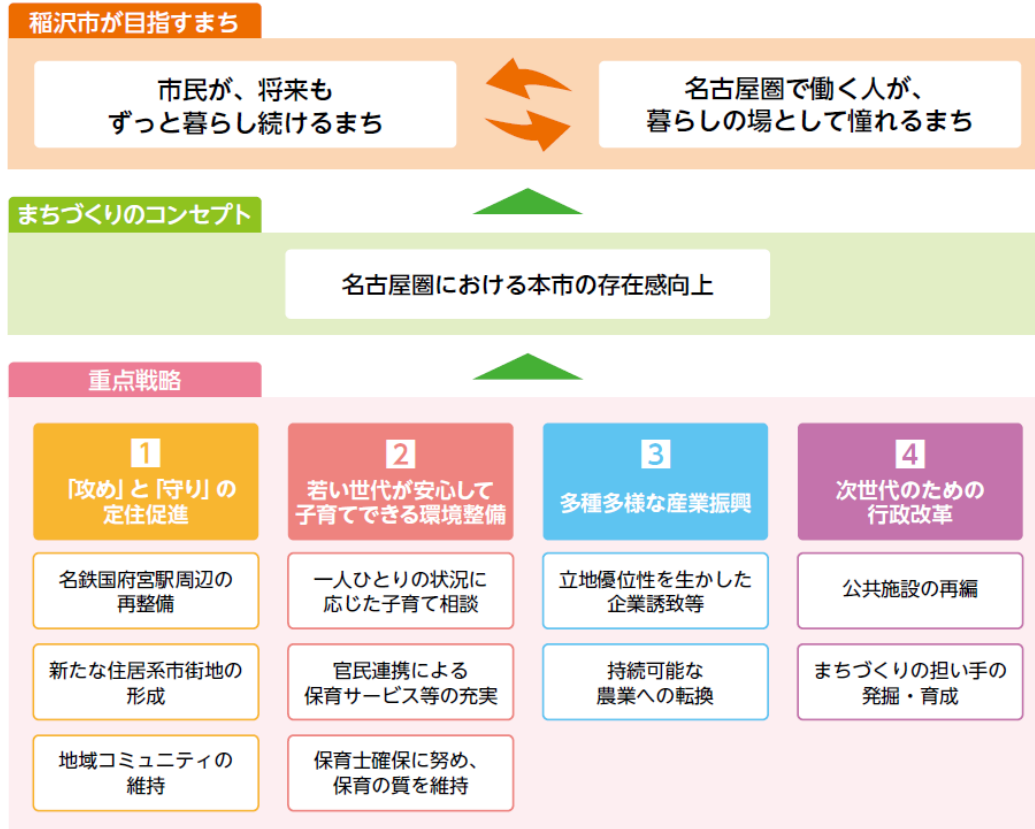 稲沢市が目指すまち
市民が、将来も
ずっと暮らし続けるまち
名古屋圏で働く人が、
暮らしの場として憧れるまち
まちづくりのコンセプト
名古屋圏における本市の存在感向上
重点戦略
1
「攻め」と「守り」の
定住促進
名鉄国府宮駅周辺の
再整備
新たな住居系市街地の
形成
地域コミュニティの
維持
2
若い世代が安心して
子育てできる環境整備
一人ひとりの状況に
応じた子育て相談
官民連携による
保育サービス等の充実
保育士確保に努め、
保育の質を維持
3
多種多様な産業振興
立地優位性を生かした
企業誘致等
持続可能な
農業への転換
4
次世代のための
行政改革
公共施設の再編
まちづくりの担い手の
発掘・育成